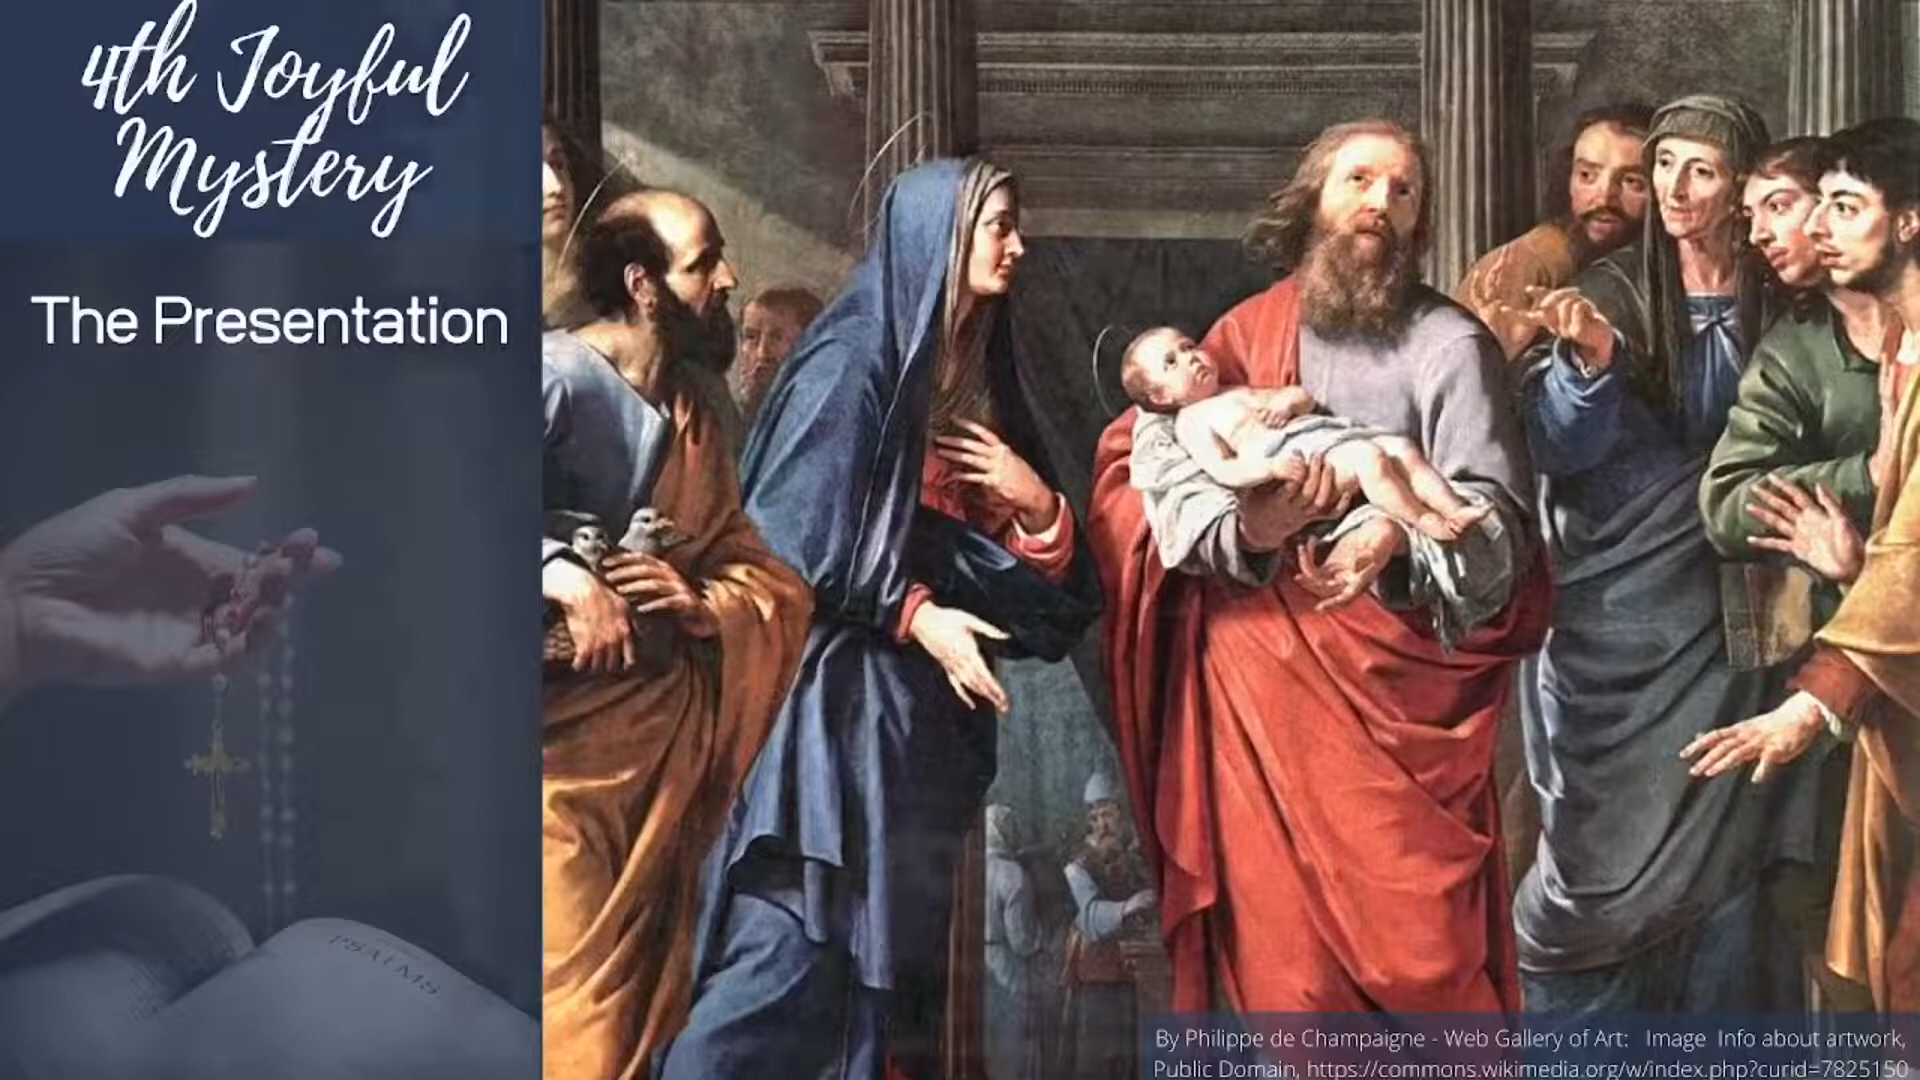 4th Joyful
Mystery
The Presentation
PSALMS
By Philippe de Champaigne - Web Gallery of Art: Image Info about artwork,
Public Domain, https://commons.wikimedia.org/w/index.php?curid=7825150